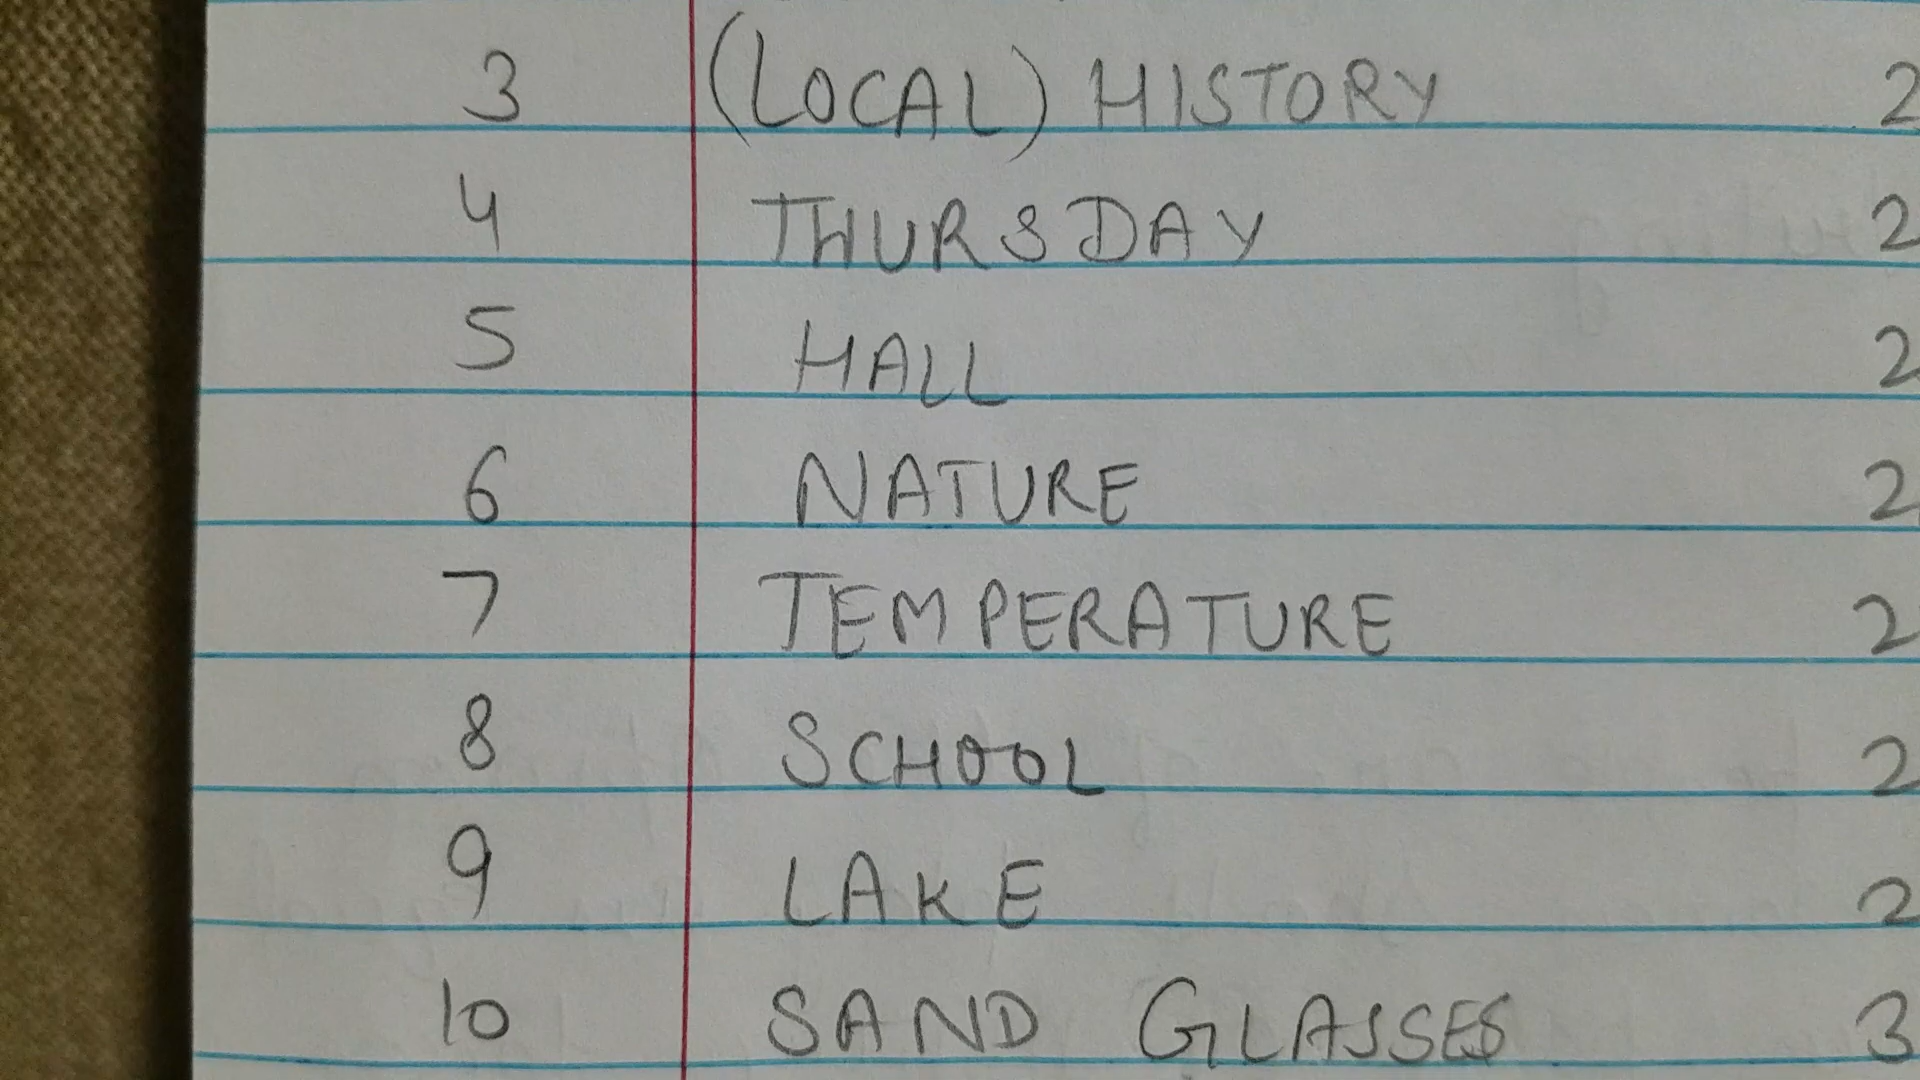 3 (LOCAL) HISTORY 2
4 THURSDAY 2
5 HALL 2
6 NATURE 2
7 TEMPERATURE 2
8 SCHOOL 2
9 LAKE 2
10 SAND GLASSES 3